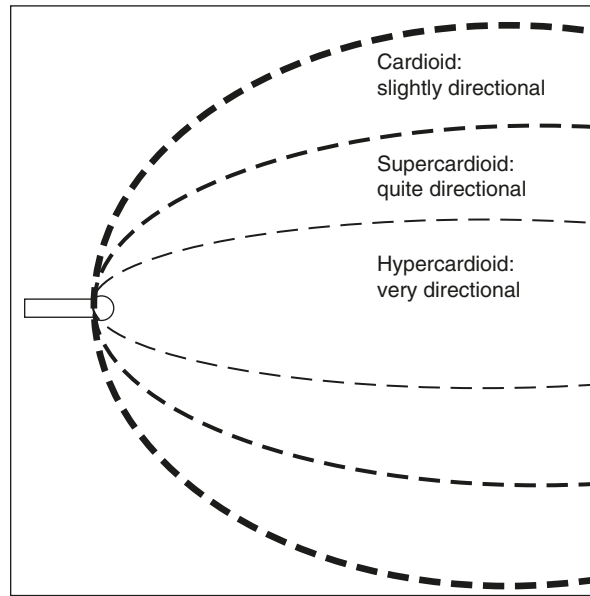 Cardioid:
slightly directional
Supercardioid:
quite directional
Hypercardioid:
very directional